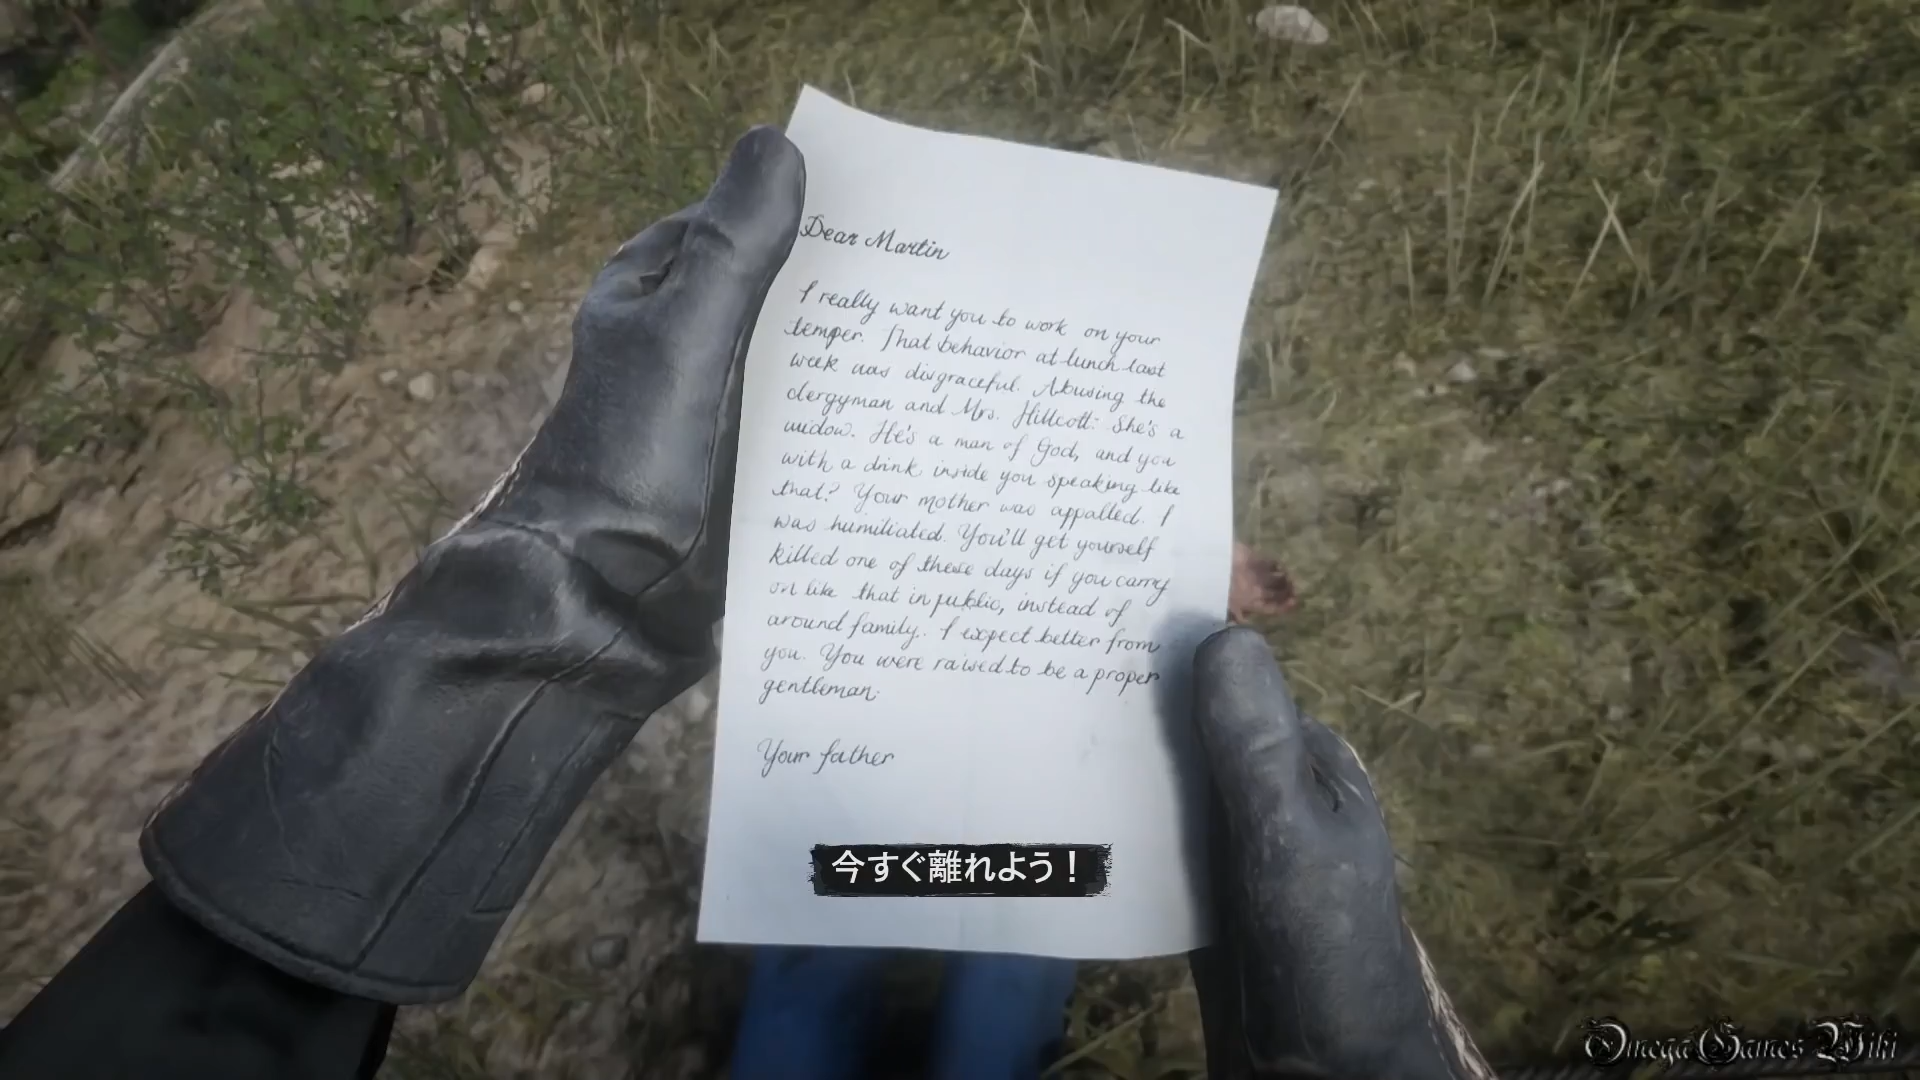 Dear Martin
I really want you to work on your
temper. That behavior at lunch last
week was disgraceful. Abusing the
clergyman and Mrs. Hillcott: She's a
widow. He's a man of God, and you
with a drink inside you speaking like
that? Your mother was appalled. I
was humiliated. You'll get yourself
killed one of these days if you carry
on like that in public, instead of
around family. I expect better from
you. You were raised to be a proper
gentleman.
Your father
今すぐ離れよう！
Omega Games Wiki